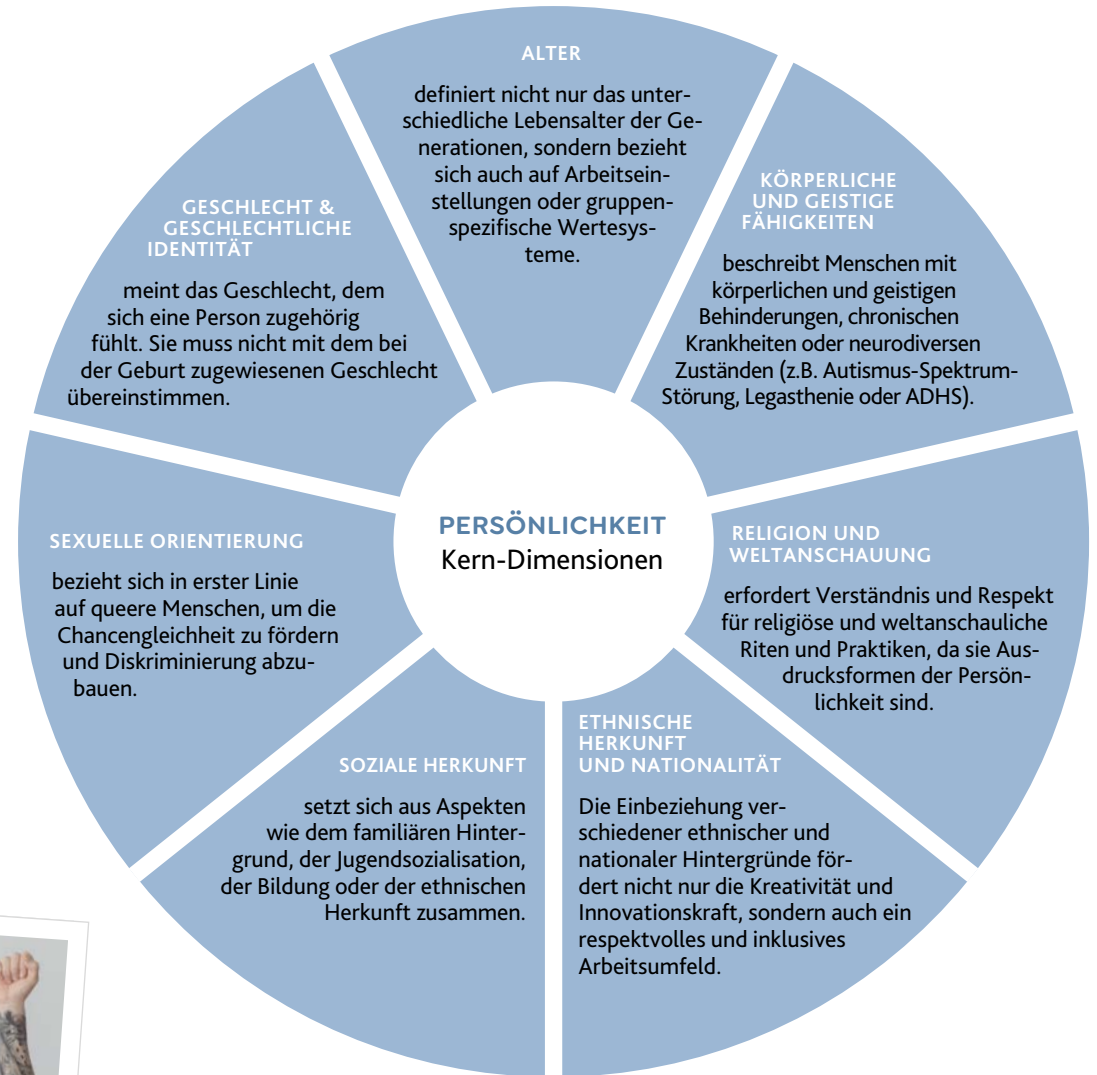 ALTER
definiert nicht nur das unter-
schiedliche Lebensalter der Ge-
nerationen, sondern bezieht
sich auch auf Arbeitsein-
stellungen oder gruppen-
spezifische Wertesys-
teme.
KÖRPERLICHE
UND GEISTIGE
FÄHIGKEITEN
beschreibt Menschen mit
körperlichen und geistigen
Behinderungen, chronischen
Krankheiten oder neurodiversen
Zuständen (z.B. Autismus-Spektrum-
Störung, Legasthenie oder ADHS).
RELIGION UND
WELTANSCHAUUNG
erfordert Verständnis und Respekt
für religiöse und weltanschauliche
Riten und Praktiken, da sie Aus-
drucksformen der Persön-
lichkeit sind.
ETHNISCHE
HERKUNFT
UND NATIONALITÄT
Die Einbeziehung ver-
schiedener ethnischer und
nationaler Hintergründe för-
dert nicht nur die Kreativität und
Innovationskraft, sondern auch ein
respektvolles und inklusives
Arbeitsumfeld.
SOZIALE HERKUNFT
setzt sich aus Aspekten
wie dem familiären Hinter-
grund, der Jugendsozialisation,
der Bildung oder der ethnischen
Herkunft zusammen.
SEXUELLE ORIENTIERUNG
bezieht sich in erster Linie
auf queere Menschen, um die
Chancengleichheit zu fördern
und Diskriminierung abzu-
bauen.
GESCHLECHT &
GESCHLECHTLICHE
IDENTITÄT
meint das Geschlecht, dem
sich eine Person zugehörig
fühlt. Sie muss nicht mit dem bei
der Geburt zugewiesenen Geschlecht
übereinstimmen.
PERSÖNLICHKEIT
Kern-Dimensionen